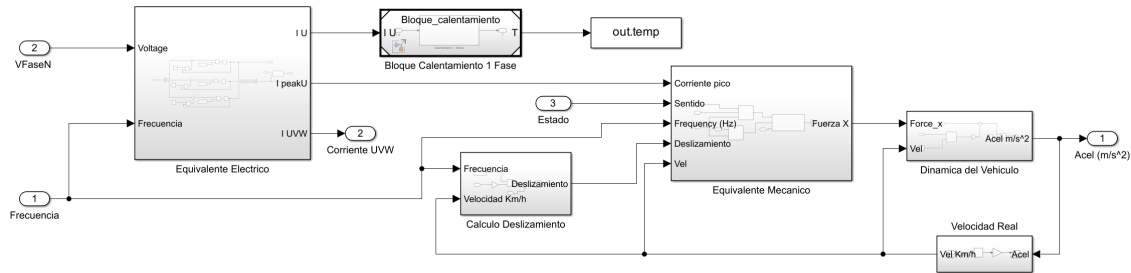 2
VFaseN
Voltage
Frecuencia
I U
I peakU
I UVW
Equivalente Electrico
Bloque_calentamiento
I U
T
Bloque Calentamiento 1 Fase
out.temp
2
Corriente UVW
3
Estado
1
Frecuencia
Frecuencia
Velocidad Km/h
Deslizamiento
Calculo Deslizamiento
Corriente pico
Sentido
Frequency (Hz)
Deslizamiento
Vel
Fuerza X
Equivalente Mecanico
Force_x
Vel
Acel m/s^2
Dinamica del Vehiculo
1
Acel (m/s^2)
Velocidad Real
Vel Km/h
Acel